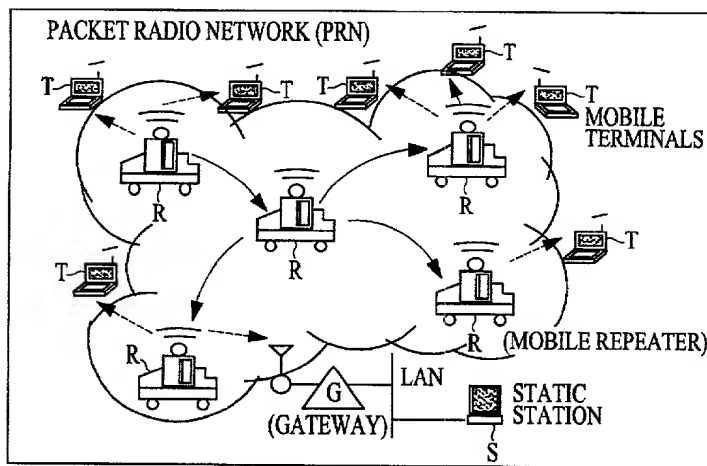 PACKET RADIO NETWORK (PRN)
T
T
T
T
T
MOBILE
TERMINALS
R
R
R
T
T
R
R
(MOBILE REPEATER)
LAN
G
(GATEWAY)
STATIC
STATION
S